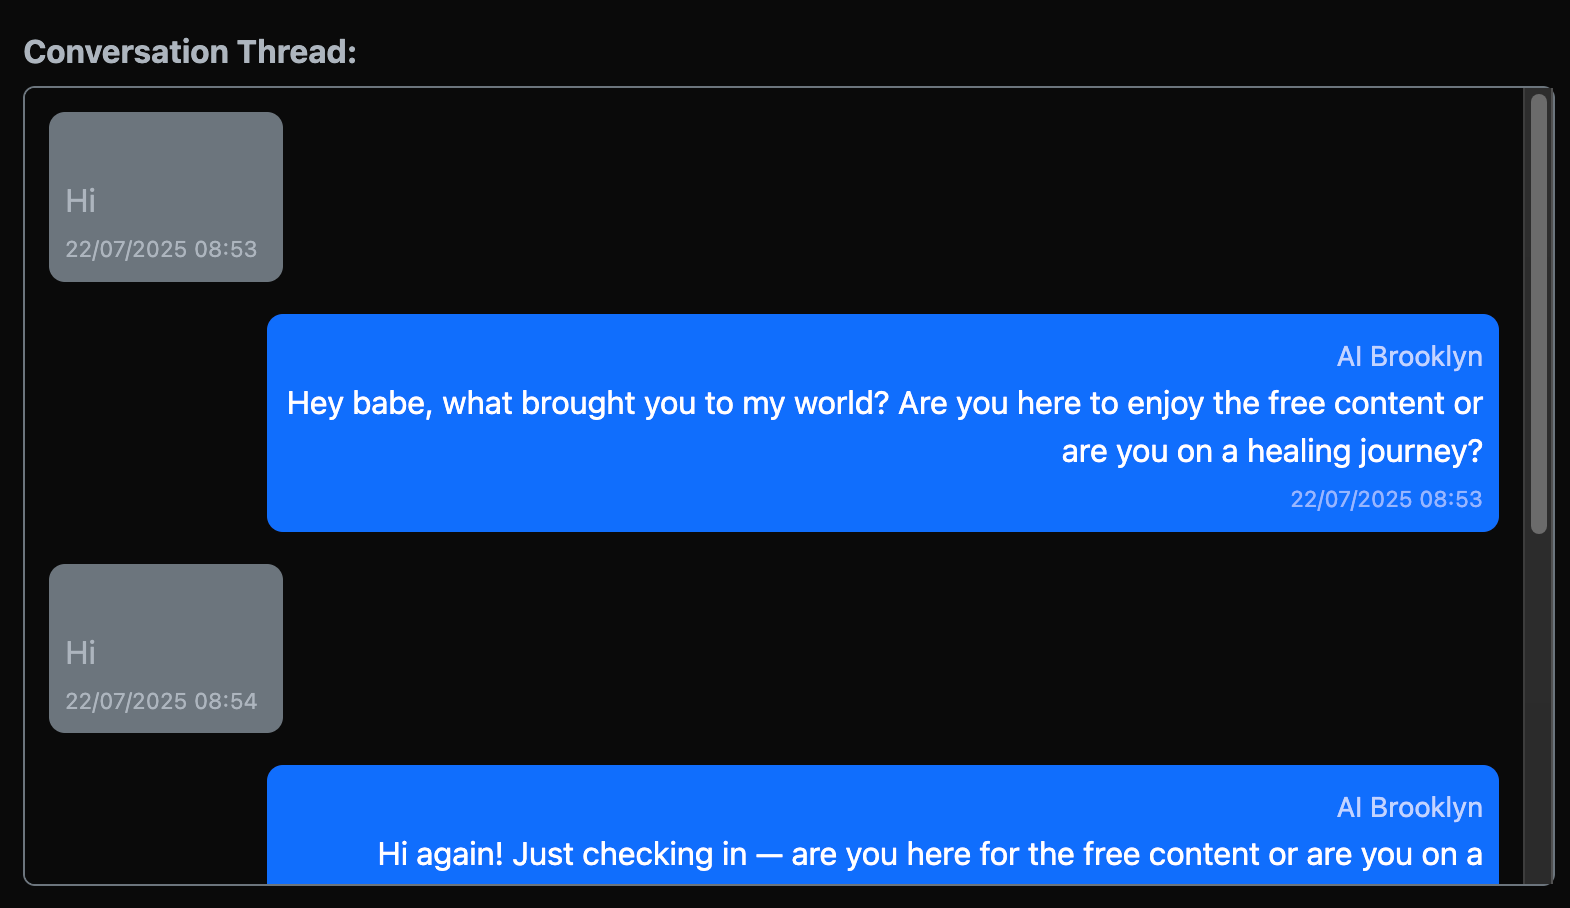 Conversation Thread:
Hi
22/07/2025 08:53
AI Brooklyn
Hey babe, what brought you to my world? Are you here to enjoy the free content or
are you on a healing journey?
22/07/2025 08:53
Hi
22/07/2025 08:54
AI Brooklyn
Hi again! Just checking in — are you here for the free content or are you on a